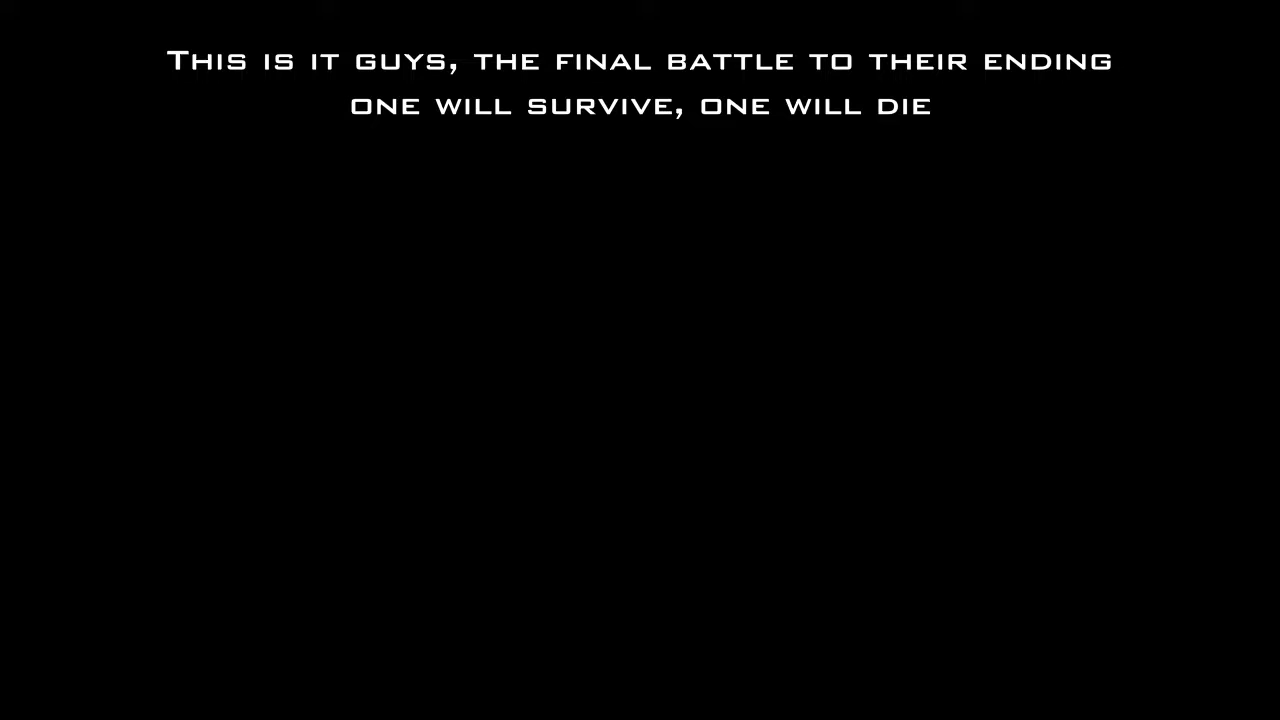 This is it guys, the final battle to their ending
one will survive, one will die